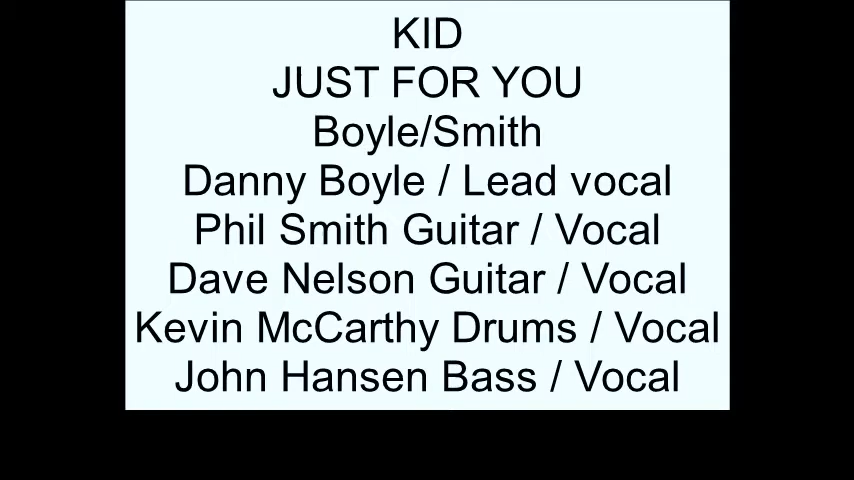 KID
JUST FOR YOU
Boyle/Smith
Danny Boyle / Lead vocal
Phil Smith Guitar / Vocal
Dave Nelson Guitar / Vocal
Kevin McCarthy Drums / Vocal
John Hansen Bass / Vocal